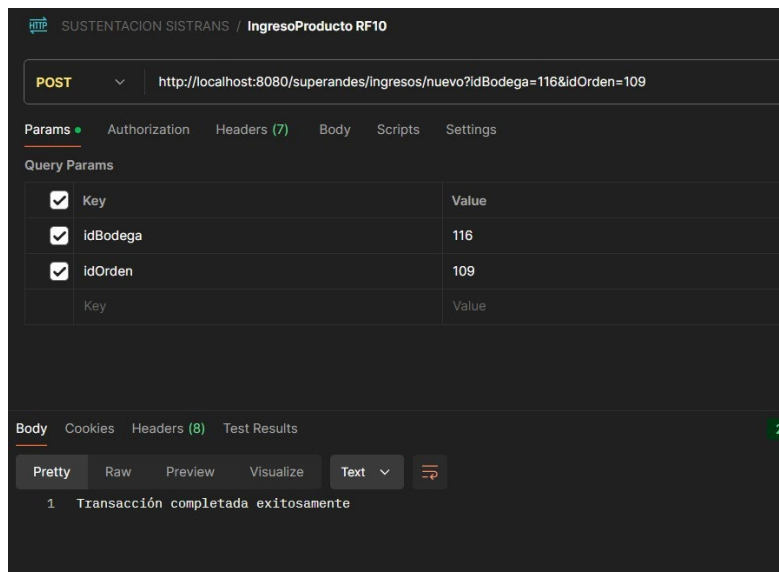 HTTP SUSTENTACION SISTRANS / IngresoProducto RF10
POST http://localhost:8080/superandes/ingresos/nuevo?idBodega=116&idOrden=109
Params Authorization Headers (7) Body Scripts Settings
Query Params
Key Value
idBodega 116
idOrden 109
Key Value
Body Cookies Headers (8) Test Results 2
Pretty Raw Preview Visualize Text
1 Transacción completada exitosamente